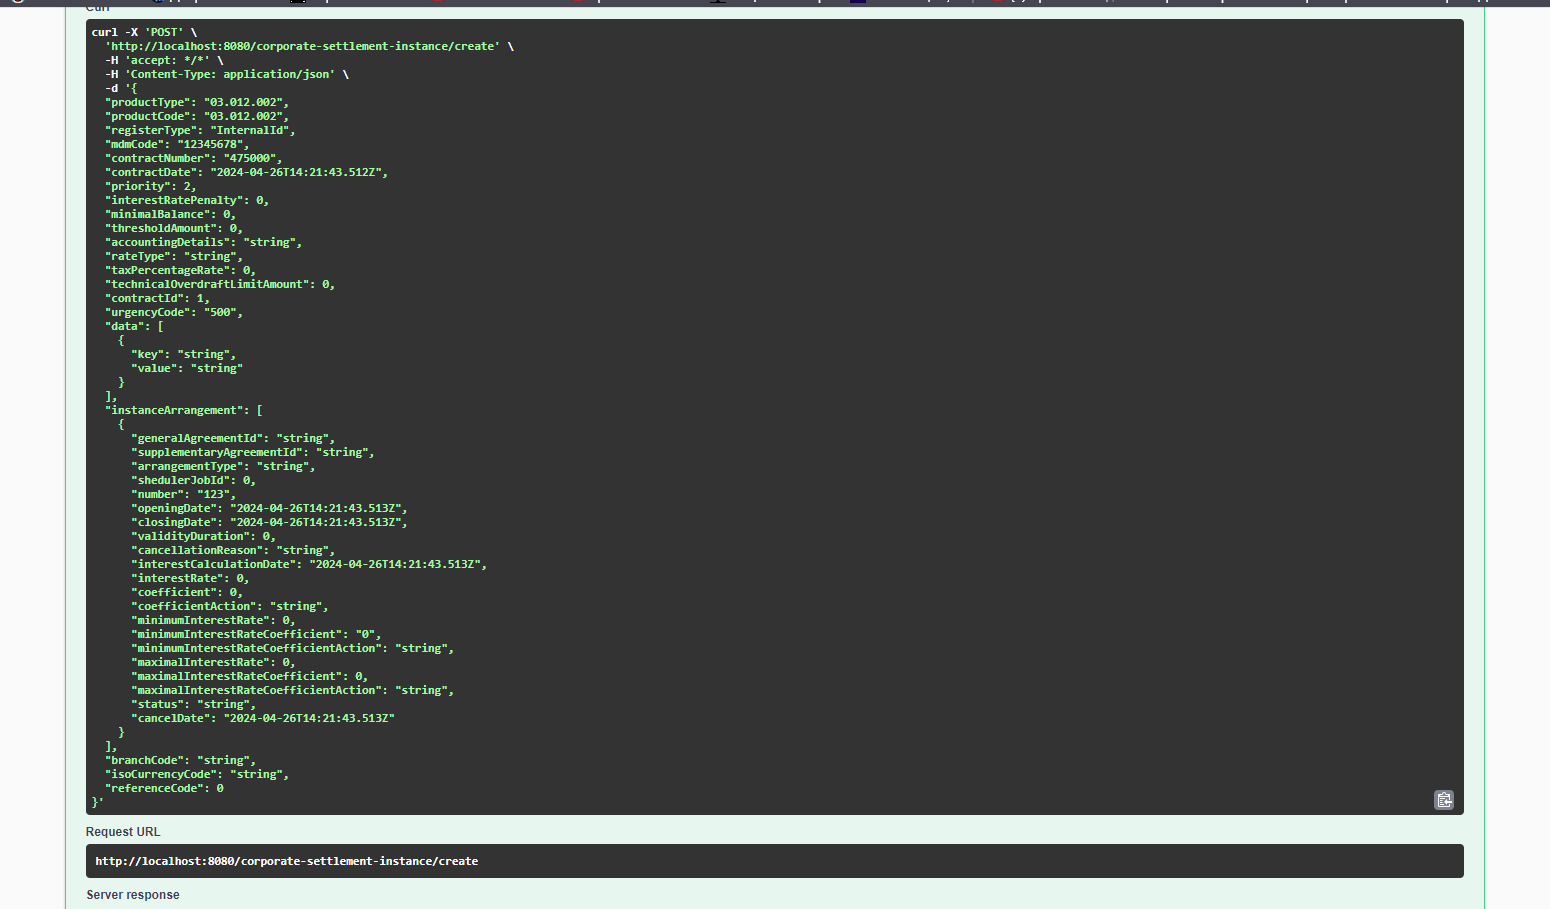 Curl
curl -X 'POST' \
  'http://localhost:8080/corporate-settlement-instance/create' \
  -H 'accept: */*' \
  -H 'Content-Type: application/json' \
  -d '{
  "productType": "03.012.002",
  "productCode": "03.012.002",
  "registerType": "InternalId",
  "mdmCode": "12345678",
  "contractNumber": "475000",
  "contractDate": "2024-04-26T14:21:43.512Z",
  "priority": 2,
  "interestRatePenalty": 0,
  "minimalBalance": 0,
  "thresholdAmount": 0,
  "accountingDetails": "string",
  "rateType": "string",
  "taxPercentageRate": 0,
  "technicalOverdraftLimitAmount": 0,
  "contractId": 1,
  "urgencyCode": "500",
  "data": [
    {
      "key": "string",
      "value": "string"
    }
  ],
  "instanceArrangement": [
    {
      "generalAgreementId": "string",
      "supplementaryAgreementId": "string",
      "arrangementType": "string",
      "shedulerJobId": 0,
      "number": "123",
      "openingDate": "2024-04-26T14:21:43.513Z",
      "closingDate": "2024-04-26T14:21:43.513Z",
      "validityDuration": 0,
      "cancellationReason": "string",
      "interestCalculationDate": "2024-04-26T14:21:43.513Z",
      "interestRate": 0,
      "coefficient": 0,
      "coefficientAction": "string",
      "minimumInterestRate": 0,
      "minimumInterestRateCoefficient": "0",
      "minimumInterestRateCoefficientAction": "string",
      "maximalInterestRate": 0,
      "maximalInterestRateCoefficient": 0,
      "maximalInterestRateCoefficientAction": "string",
      "status": "string",
      "cancelDate": "2024-04-26T14:21:43.513Z"
    }
  ],
  "branchCode": "string",
  "isoCurrencyCode": "string",
  "referenceCode": 0
}'
Request URL
http://localhost:8080/corporate-settlement-instance/create
Server response